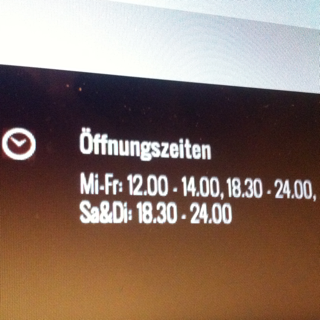 Öffnungszeiten
Mi-Fr: 12.00 - 14.00, 18.30 - 24.00,
Sa&Di: 18.30 - 24.00